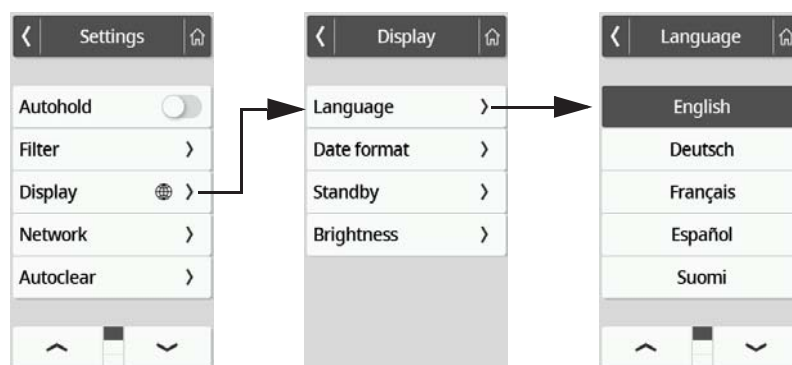 Settings
Autohold
Filter
Display
Network
Autoclear
Display
Language
Date format
Standby
Brightness
Language
English
Deutsch
Français
Español
Suomi